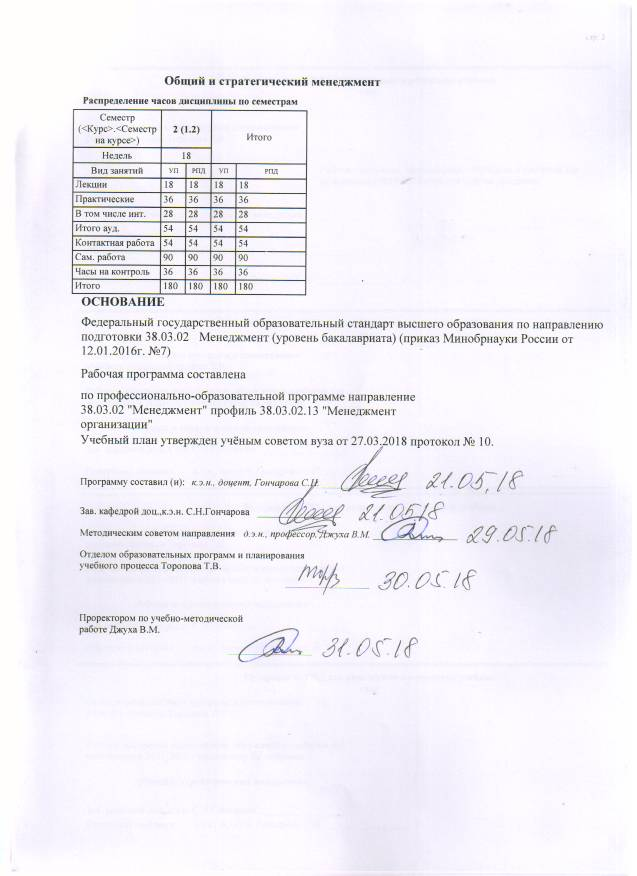 стр. 2
Общий и стратегический менеджмент
Распределение часов дисциплины по семестрам
Семестр (<Курс>.<Семестр на курсе>) 2 (1.2) Итого
Недель 18
Вид занятий УП РПД УП РПД
Лекции 18 18 18 18
Практические 36 36 36 36
В том числе инт. 28 28 28 28
Итого ауд. 54 54 54 54
Контактная работа 54 54 54 54
Сам. работа 90 90 90 90
Часы на контроль 36 36 36 36
Итого 180 180 180 180
ОСНОВАНИЕ
Федеральный государственный образовательный стандарт высшего образования по направлению
подготовки 38.03.02 Менеджмент (уровень бакалавриата) (приказ Минобрнауки России от
12.01.2016г. №7)
Рабочая программа составлена
по профессионально-образовательной программе направление
38.03.02 "Менеджмент" профиль 38.03.02.13 "Менеджмент
организации"
Учебный план утвержден учёным советом вуза от 27.03.2018 протокол № 10.
Программу составил (и): к.э.н., доцент, Гончарова С.Н. 21.05,18
Зав. кафедрой доц.,к.э.н. С.Н.Гончарова 21.0518
Методическим советом направления д.э.н., профессор, Джуха В.М. 29.05.18
Отделом образовательных программ и планирования
учебного процесса Торопова Т.В.
30.05.18
Проректором по учебно-методической
работе Джуха В.М.
31.05.18